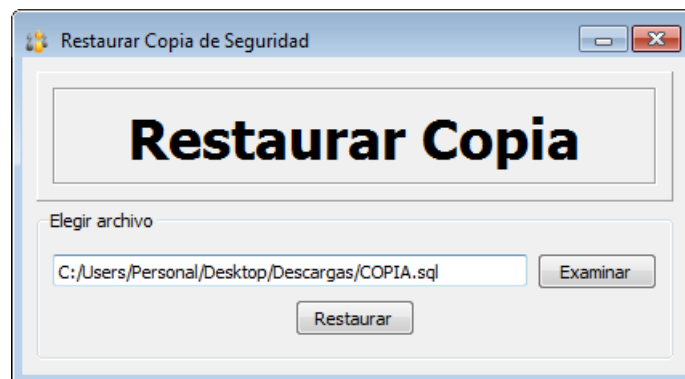 Restaurar Copia de Seguridad
Restaurar Copia
Elegir archivo
C:/Users/Personal/Desktop/Descargas/COPIA.sql
Examinar
Restaurar